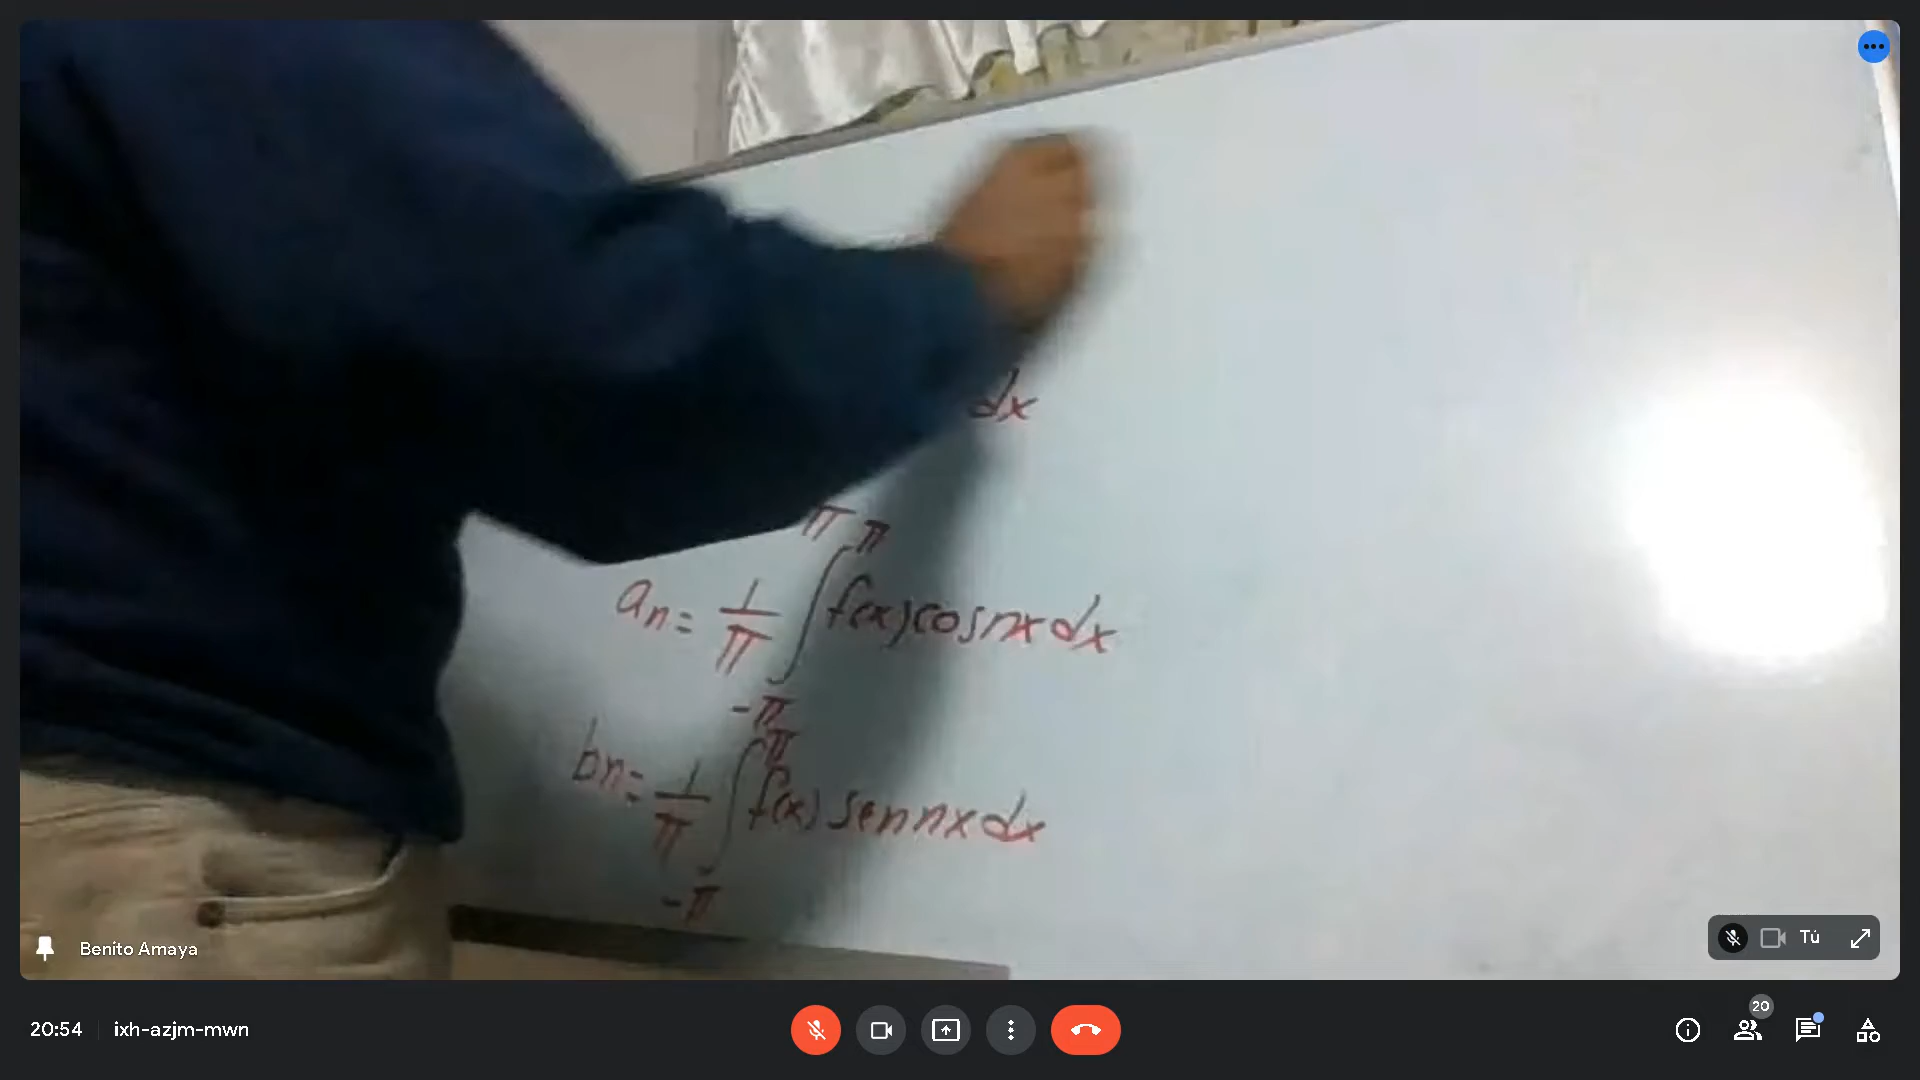 dx
π π
an = 1/π ∫ f(x) cos nx dx
-π
π
bn = 1/π ∫ f(x) sen nx dx
-π
Benito Amaya
Tú
20:54 ixh-azjm-mwn
20